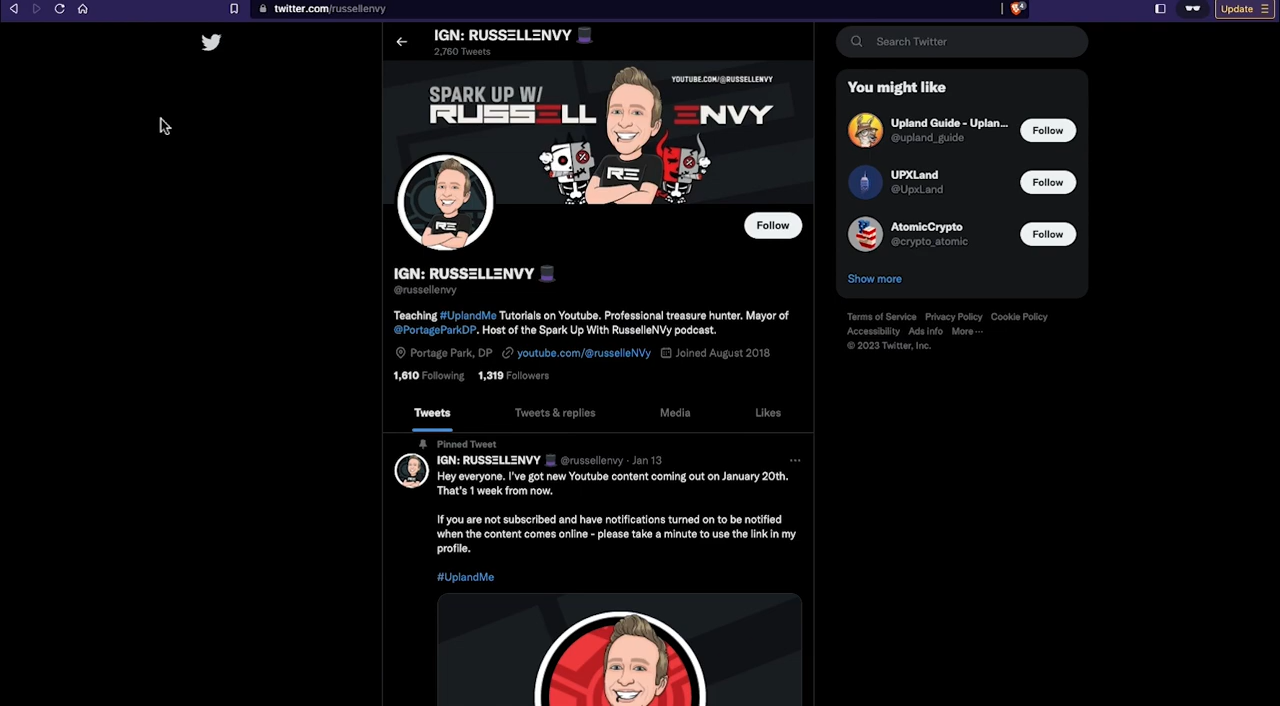 twitter.com/russellenvy
4
Update
IGN: RUSSΞLLΞNVY 🎩
2,760 Tweets
Search Twitter
YOUTUBE.COM/@RUSSELLENVY
SPARK UP W/
RUSSELL ENVY
RE
RE
Follow
IGN: RUSSΞLLΞNVY 🎩
@russellenvy
Teaching #UplandMe Tutorials on Youtube. Professional treasure hunter. Mayor of
@PortageParkDP. Host of the Spark Up With RusselleNVy podcast.
Portage Park, DP youtube.com/@russelleNVy Joined August 2018
1,610 Following 1,319 Followers
Tweets Tweets & replies Media Likes
Pinned Tweet
IGN: RUSSΞLLΞNVY 🎩 @russellenvy · Jan 13 ···
Hey everyone. I've got new Youtube content coming out on January 20th.
That's 1 week from now.
If you are not subscribed and have notifications turned on to be notified
when the content comes online - please take a minute to use the link in my
profile.
#UplandMe
You might like
Upland Guide - Uplan...
@upland_guide
Follow
UPXLand
@UpxLand
Follow
AtomicCrypto
@crypto_atomic
Follow
Show more
Terms of Service Privacy Policy Cookie Policy
Accessibility Ads info More ···
© 2023 Twitter, Inc.